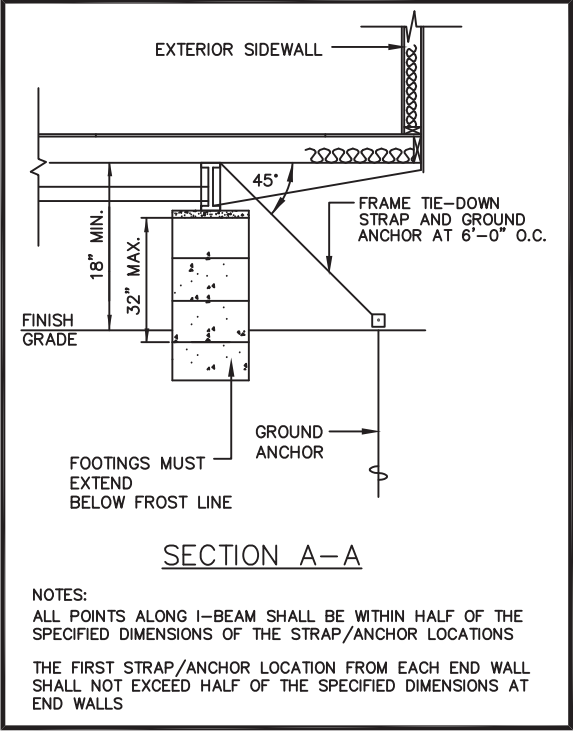 EXTERIOR SIDEWALL
45°
FRAME TIE-DOWN
STRAP AND GROUND
ANCHOR AT 6'-0" O.C.
18" MIN.
32" MAX.
FINISH
GRADE
GROUND
ANCHOR
FOOTINGS MUST
EXTEND
BELOW FROST LINE
SECTION A-A
NOTES:
ALL POINTS ALONG I-BEAM SHALL BE WITHIN HALF OF THE
SPECIFIED DIMENSIONS OF THE STRAP/ANCHOR LOCATIONS
THE FIRST STRAP/ANCHOR LOCATION FROM EACH END WALL
SHALL NOT EXCEED HALF OF THE SPECIFIED DIMENSIONS AT
END WALLS